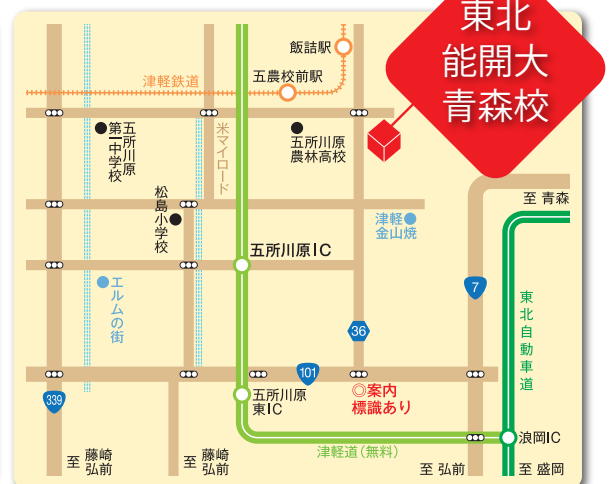 東北
能開大
青森校
飯詰駅
五農校前駅
津軽鉄道
五所川原
第一中学校
米マイロード
五所川原
農林高校
松島小学校
至 青森
津軽
金山焼
五所川原IC
エルムの街
7
東北自動車道
36
101
339
五所川原
東IC
◎案内
標識あり
津軽道(無料)
浪岡IC
至 藤崎
弘前
至 藤崎
弘前
至 弘前
至 盛岡